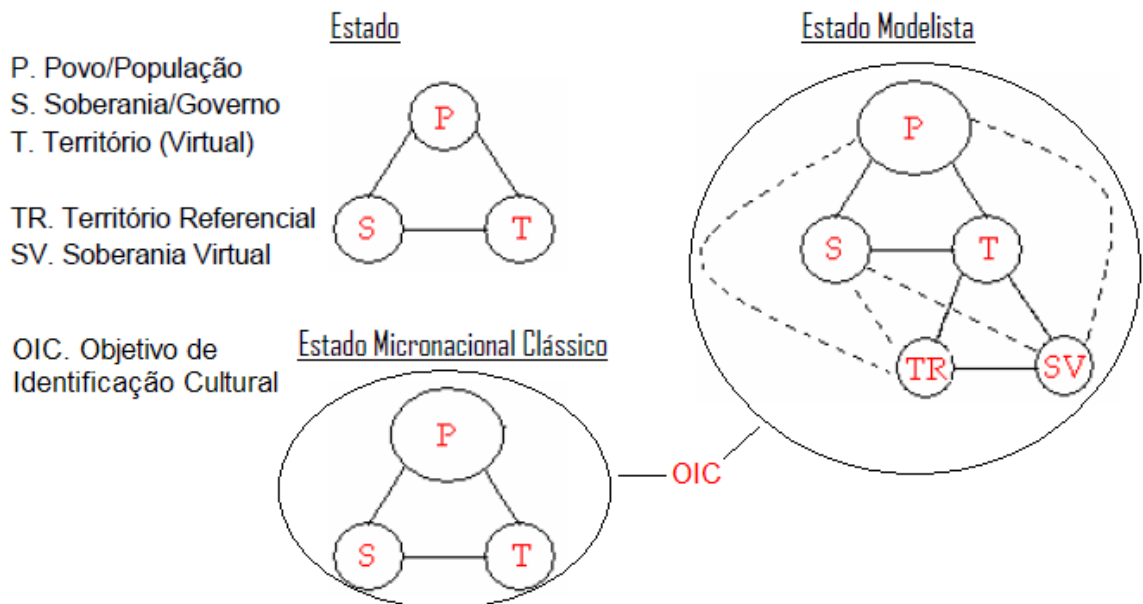 Estado
Estado Modelista
P. Povo/População
S. Soberania/Governo
T. Território (Virtual)
TR. Território Referencial
SV. Soberania Virtual
OIC. Objetivo de
Identificação Cultural
P
S
T
P
S
T
TR
SV
Estado Micronacional Clássico
P
S
T
OIC